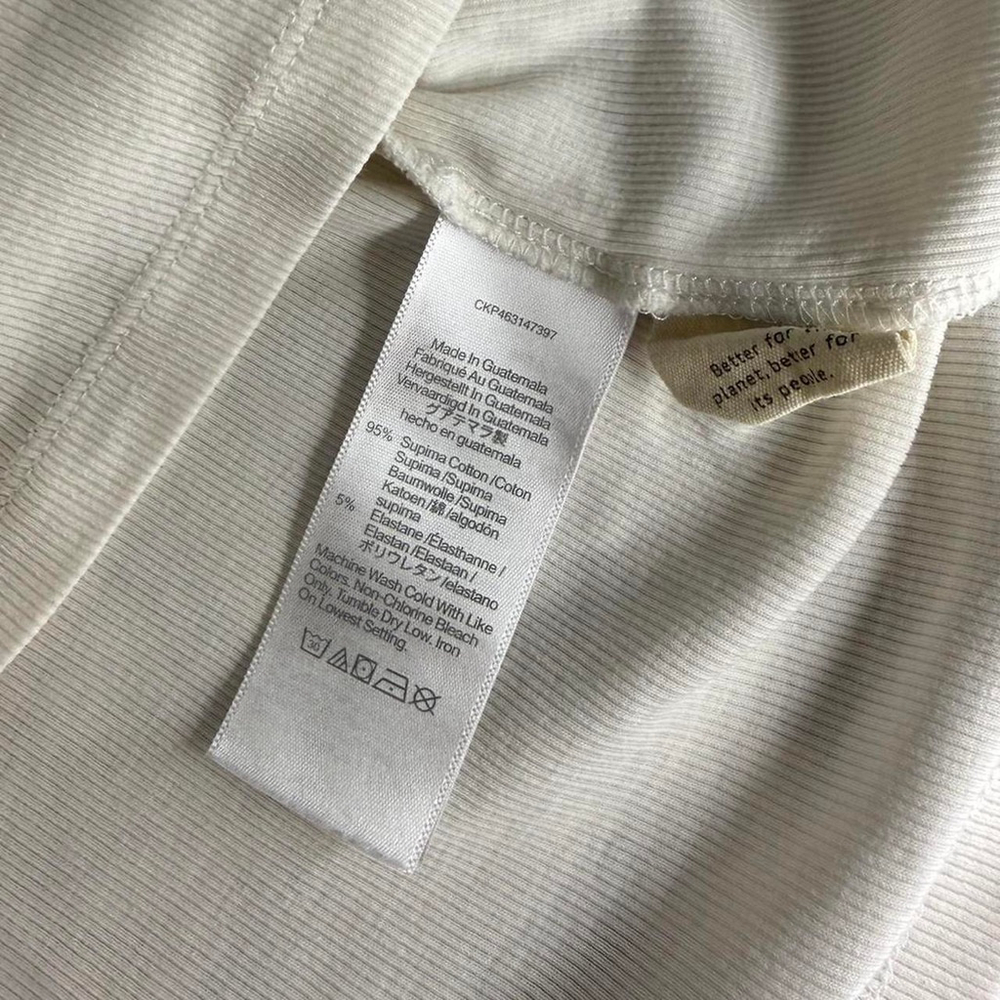 CKP463147397
Made In Guatemala
Fabriqué Au Guatemala
Hergestellt In Guatemala
Vervaardigd In Guatemala
グアテマラ製
hecho en guatemala
95% Supima Cotton /Coton
Supima /Supima
Baumwolle /Supima
Katoen /綿 /algodón
supima
5% Elastane /Élasthanne /
Elastan /Elastaan /
ポリウレタン /elastano
Machine Wash Cold With Like
Colors. Non-Chlorine Bleach
Only. Tumble Dry Low. Iron
On Lowest Setting.
30
Better for
planet, better for
its people.